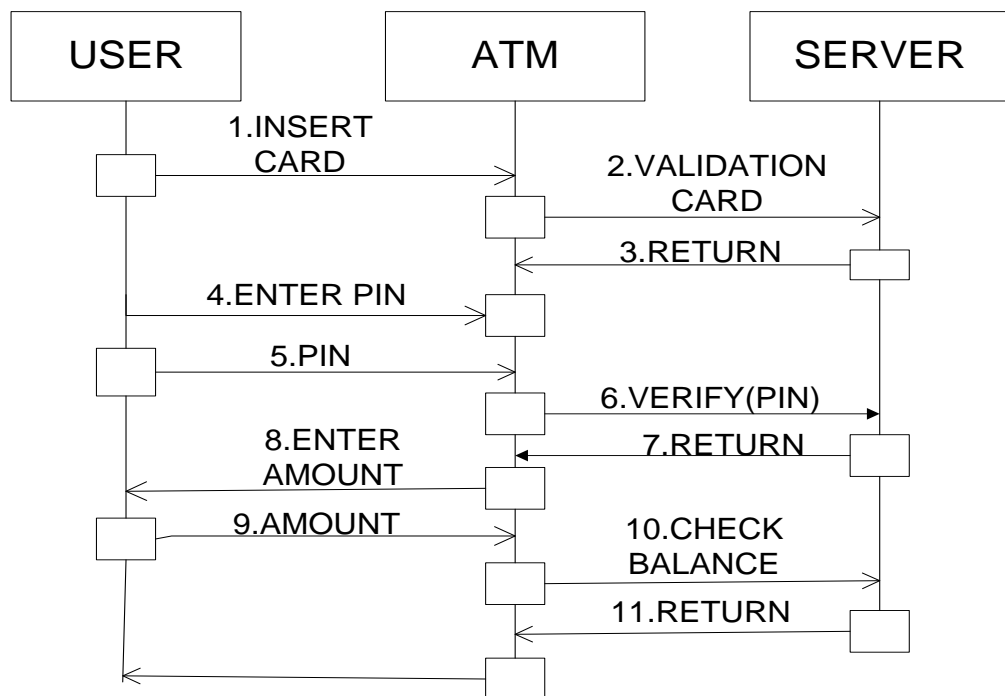 USER
ATM
SERVER
1.INSERT
CARD
2.VALIDATION
CARD
3.RETURN
4.ENTER PIN
5.PIN
6.VERIFY(PIN)
7.RETURN
8.ENTER
AMOUNT
9.AMOUNT
10.CHECK
BALANCE
11.RETURN